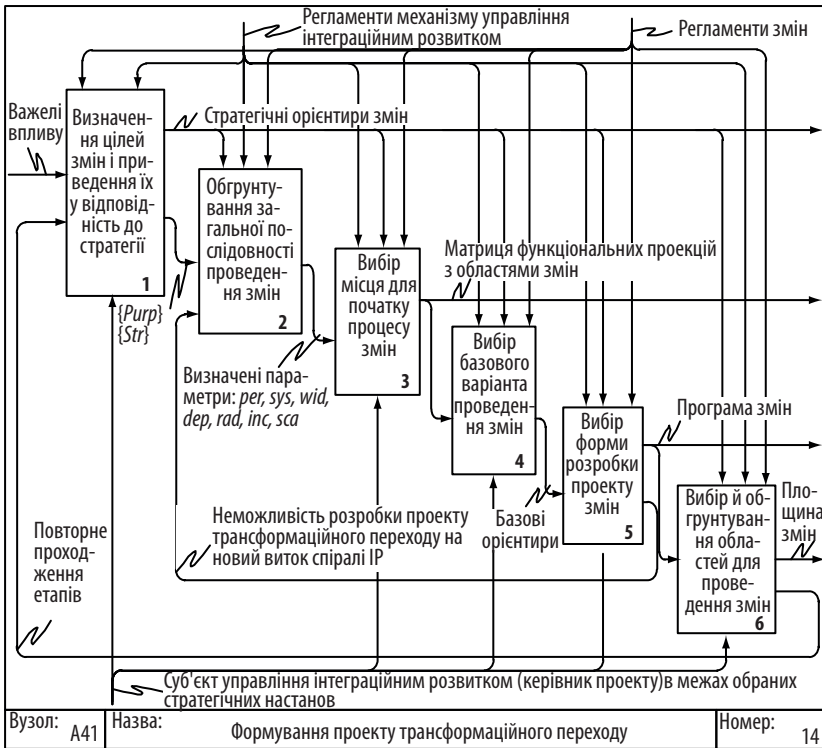 Регламенти механізму управління
інтеграційним розвитком
Регламенти змін
Важелі
впливу
Визначен-
ня цілей
змін і при-
ведення їх
у відповід-
ність до
стратегії
1
Стратегічні орієнтири змін
Обгрунту-
вання за-
гальної по-
слідовності
проведен-
ня змін
2
{Purp}
{Str}
Вибір
місця для
початку
процесу
змін
3
Матриця функціональних проекцій
з областями змін
Визначені пара-
метри: per, sys, wid,
dep, rad, inc, sca
Вибір
базового
варіанта
проведен-
ня змін
4
Вибір
форми
розробки
проекту
змін
5
Програма змін
Вибір й об-
грунтуван-
ня обла-
стей для
прове-
дення змін
6
Пло-
щина
змін
Базові
орієнтири
Неможливість розробки проекту
трансформаційного переходу на
новий виток спіралі ІР
Повторне
проход-
ження
етапів
Суб'єкт управління інтеграційним розвитком (керівник проекту)в межах обраних
стратегічних настанов
Вузол: A41
Назва: Формування проекту трансформаційного переходу
Номер: 14